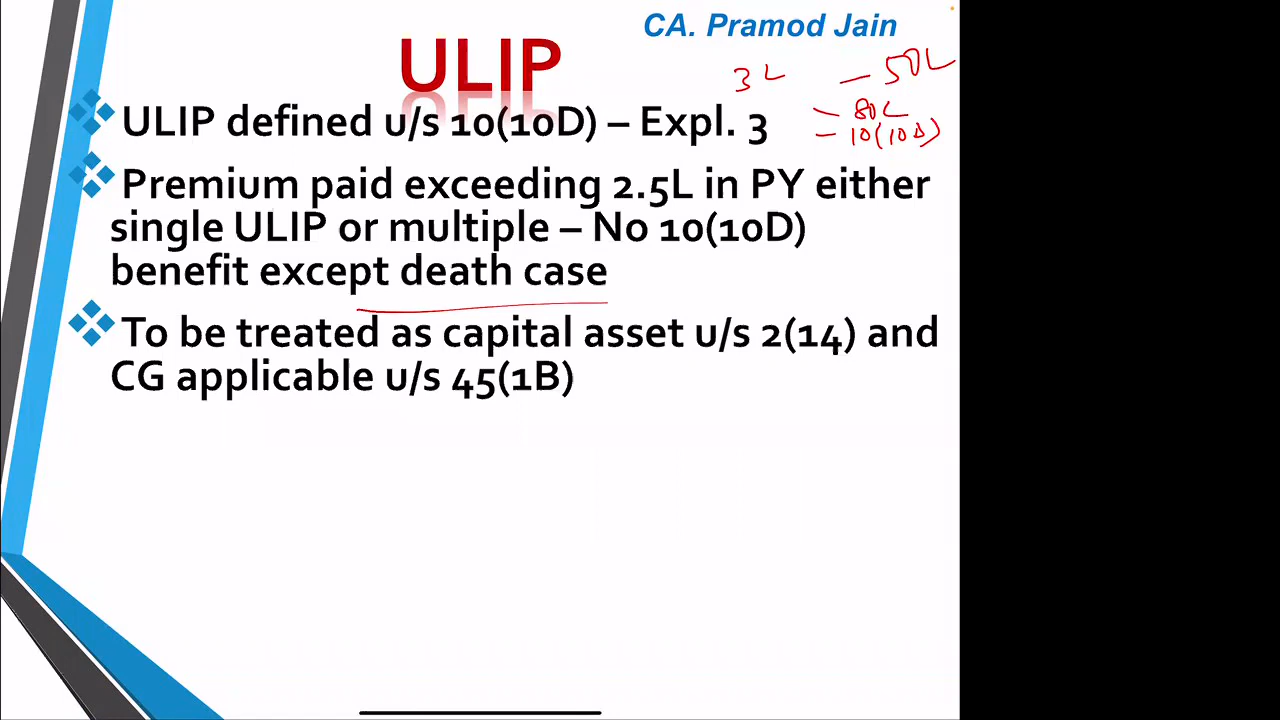 CA. Pramod Jain
ULIP
3 L – 50L
– 80L
– 10(10D)
ULIP defined u/s 10(10D) – Expl. 3
Premium paid exceeding 2.5L in PY either
single ULIP or multiple – No 10(10D)
benefit except death case
To be treated as capital asset u/s 2(14) and
CG applicable u/s 45(1B)